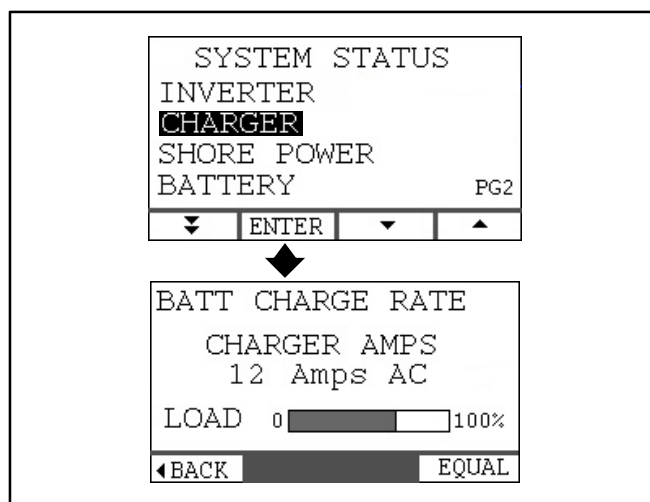 SYSTEM STATUS
INVERTER
CHARGER
SHORE POWER
BATTERY PG2
ENTER
BATT CHARGE RATE
CHARGER AMPS
12 Amps AC
LOAD 0 100%
BACK EQUAL